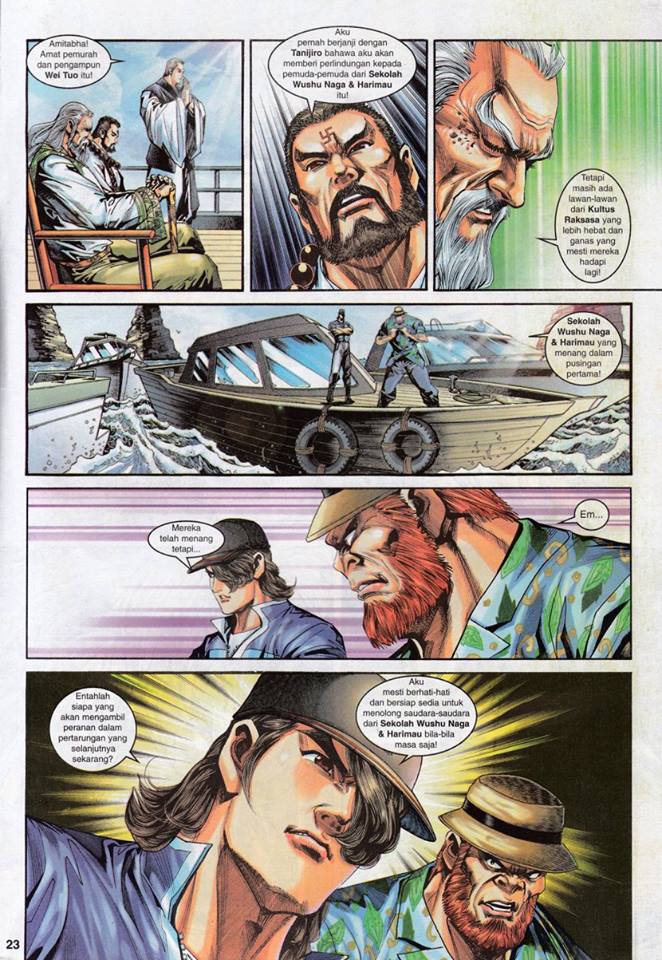 Amitabha!
Amat pemurah
dan pengampun
Wei Tuo itu!
Aku
pernah berjanji dengan
Tanijiro bahawa aku akan
memberi perlindungan kepada
pemuda-pemuda dari Sekolah
Wushu Naga & Harimau
itu!
Tetapi
masih ada
lawan-lawan
dari Kultus
Raksasa yang
lebih hebat dan
ganas yang
mesti mereka
hadapi
lagi!
Sekolah
Wushu Naga
& Harimau yang
menang dalam
pusingan
pertama!
Mereka
telah menang
tetapi...
Em...
Entahlah
siapa yang
akan mengambil
peranan dalam
pertarungan yang
selanjutnya
sekarang?
Aku
mesti berhati-hati
dan bersiap sedia untuk
menolong saudara-saudara
dari Sekolah Wushu Naga
& Harimau bila-bila
masa saja!
23